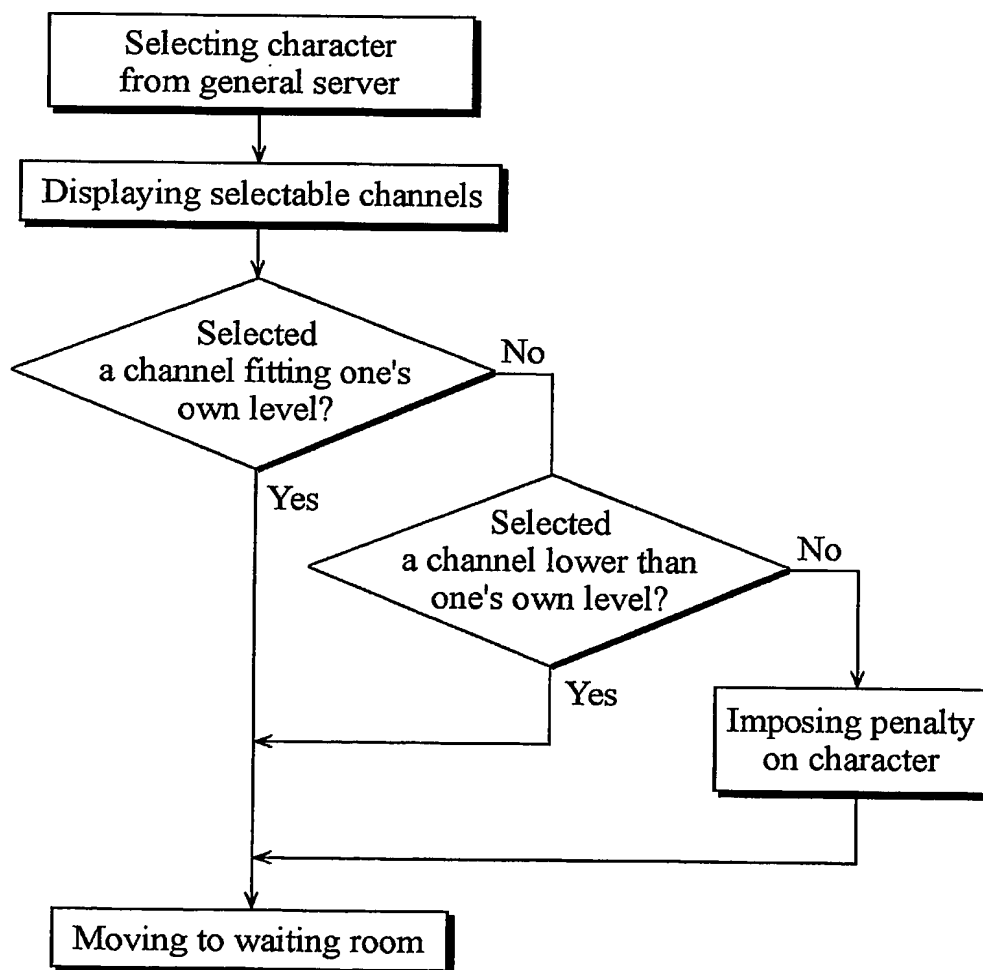 Selecting character
from general server
Displaying selectable channels
Selected
a channel fitting one's
own level?
No
Yes
Selected
a channel lower than
one's own level?
No
Yes
Imposing penalty
on character
Moving to waiting room